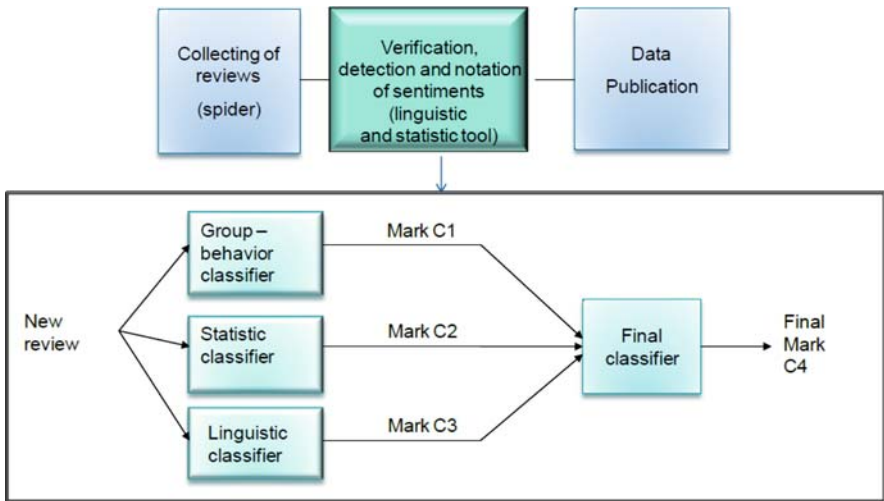 Collecting of
reviews
(spider)
Verification,
detection and notation
of sentiments
(linguistic
and statistic tool)
Data
Publication
Group –
behavior
classifier
Mark C1
New
review
Statistic
classifier
Mark C2
Final
classifier
Final
Mark
C4
Linguistic
classifier
Mark C3